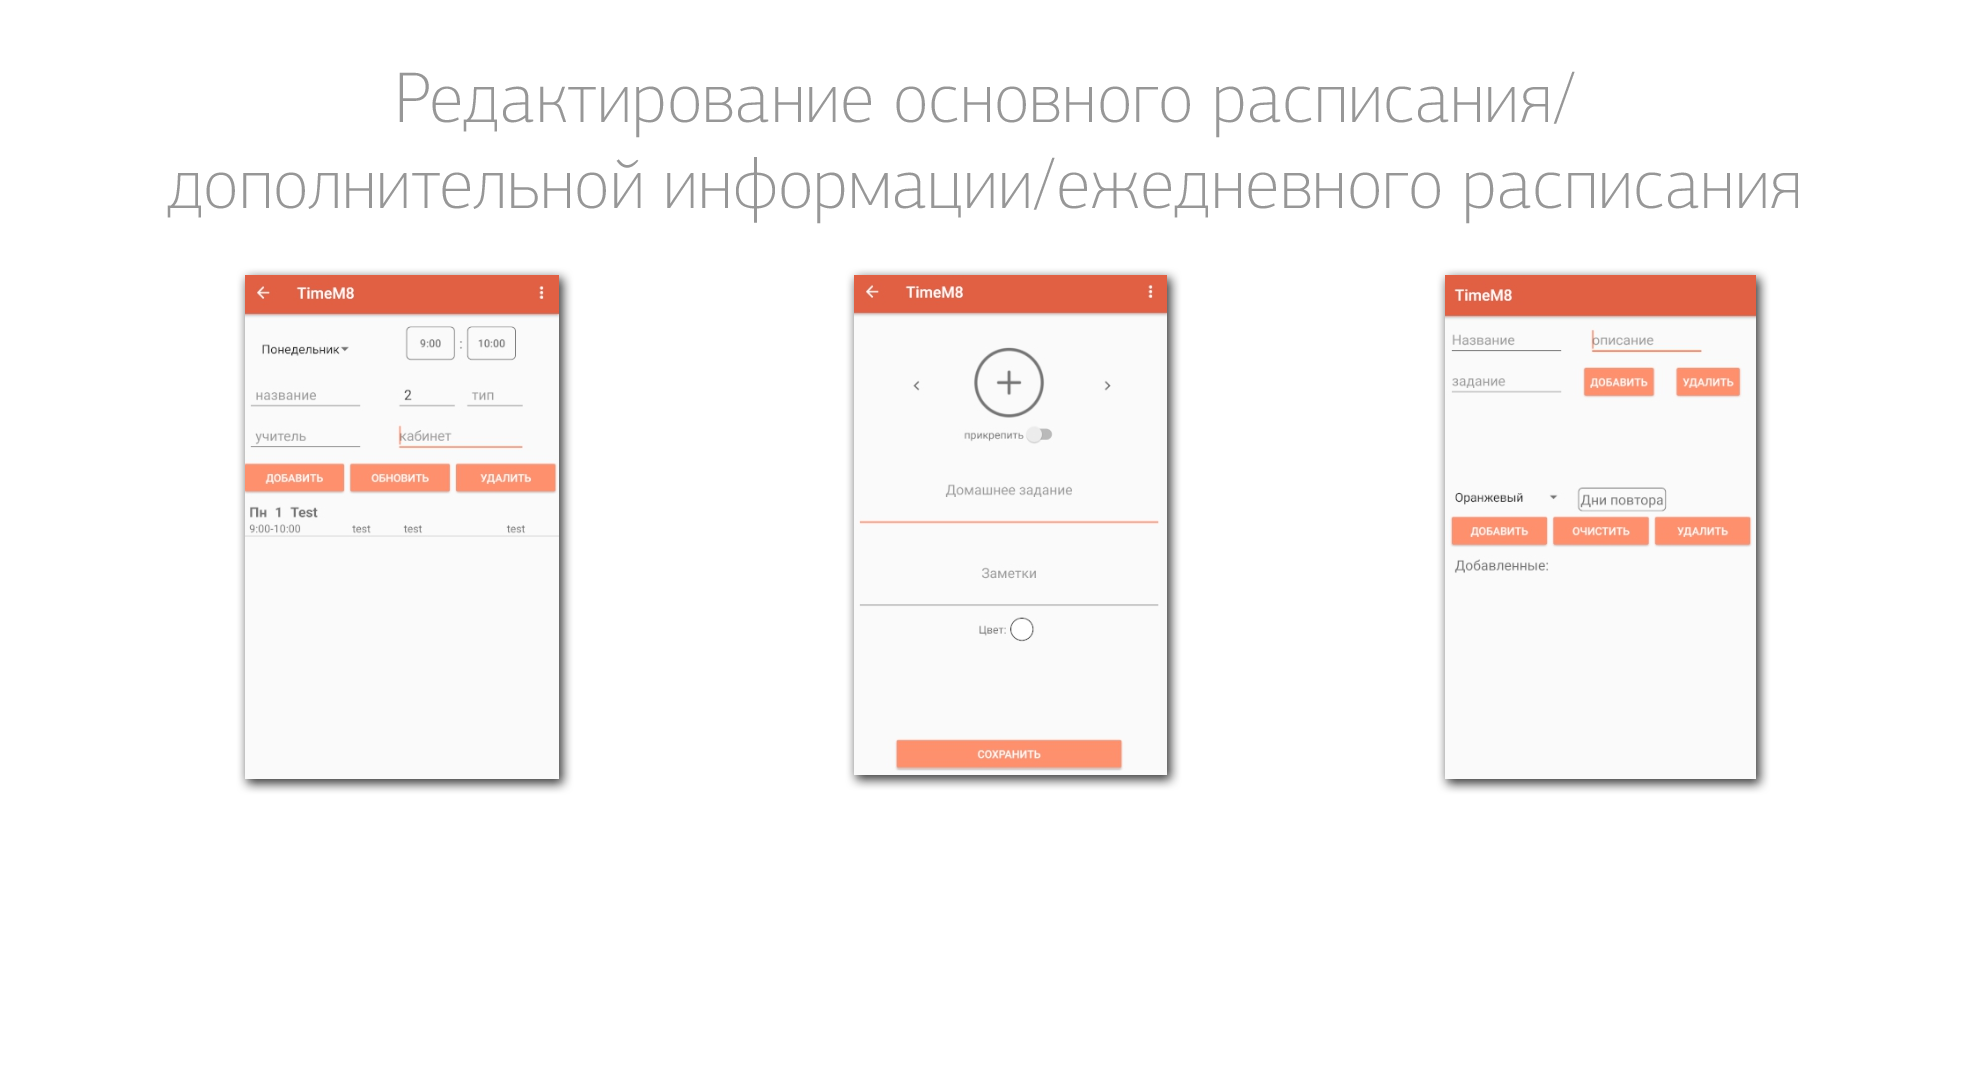 Редактирование основного расписания/
дополнительной информации/ежедневного расписания
TimeM8
Понедельник
9:00 : 10:00
название 2 тип
учитель кабинет
ДОБАВИТЬ ОБНОВИТЬ УДАЛИТЬ
Пн 1 Test
9:00-10:00 test test test
TimeM8
прикрепить
Домашнее задание
Заметки
Цвет:
СОХРАНИТЬ
TimeM8
Название описание
задание ДОБАВИТЬ УДАЛИТЬ
Оранжевый Дни повтора
ДОБАВИТЬ ОЧИСТИТЬ УДАЛИТЬ
Добавленные: